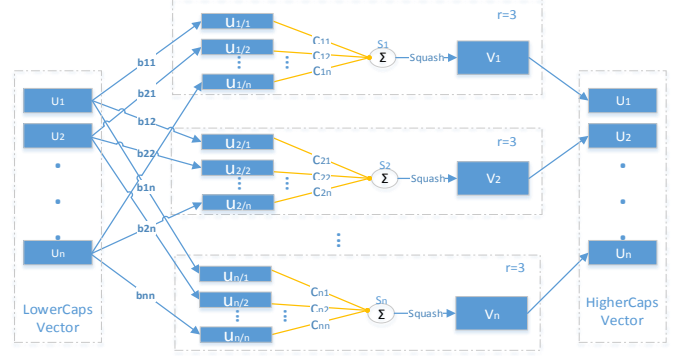 r=3
u1/1
u1/2
u1/n
C11
C12
C1n
S1
Σ
Squash
V1
b11
b21
b12
b22
b1n
b2n
bnn
U1
U2
Un
LowerCaps
Vector
r=3
u2/1
u2/2
u2/n
C21
C22
C2n
S2
Σ
Squash
V2
r=3
un/1
un/2
un/n
Cn1
Cn2
Cnn
Sn
Σ
Squash
Vn
U1
U2
Un
HigherCaps
Vector